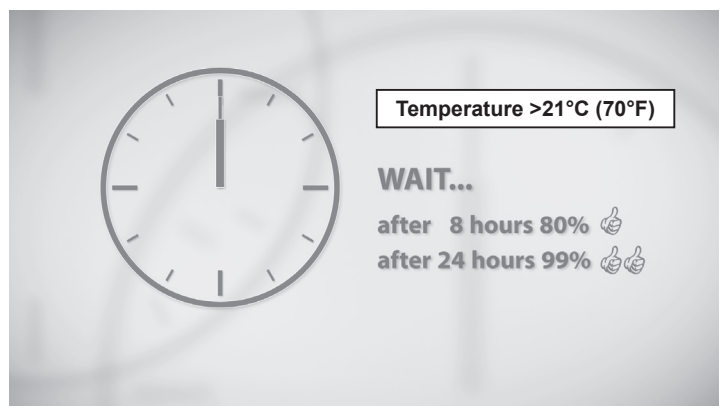 Temperature >21°C (70°F)
WAIT...
after 8 hours 80%
after 24 hours 99%